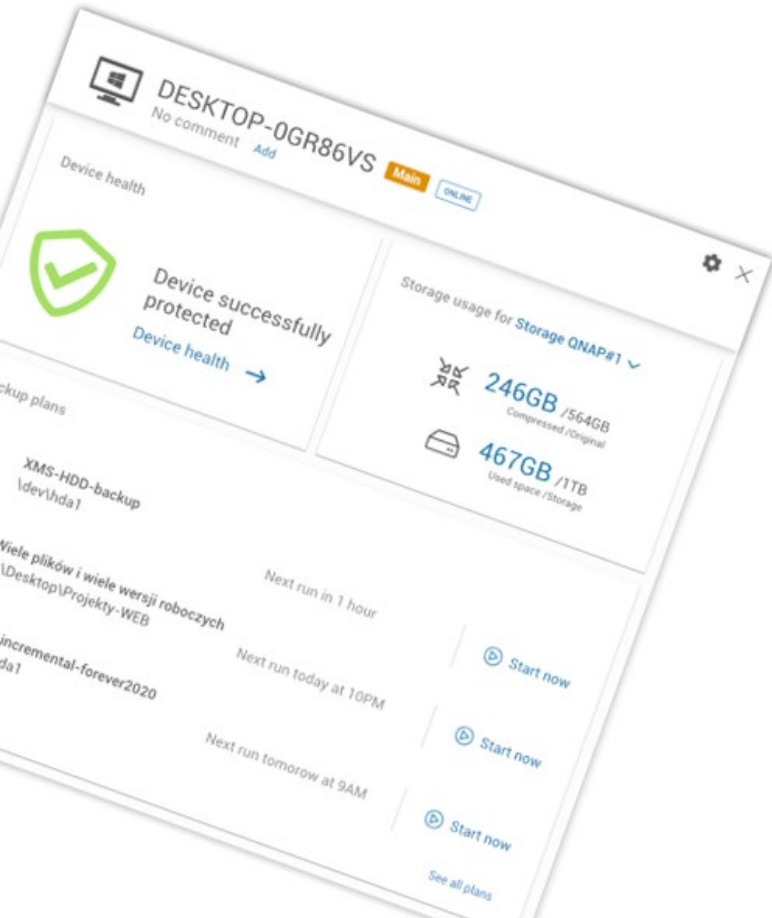 DESKTOP-0GR86VS Main ONLINE
No comment Add
Device health
Device successfully
protected
Device health →
Storage usage for Storage QNAP#1
246GB /564GB
Compressed /Original
467GB /1TB
Used space /Storage
plans
XMS-HDD-backup
\dev\hda1
Next run in 1 hour
Start now
Wiele plików i wiele wersji roboczych
\Desktop\Projekty-WEB
Next run today at 10PM
Start now
incremental-forever2020
Next run tomorow at 9AM
Start now
See all plans